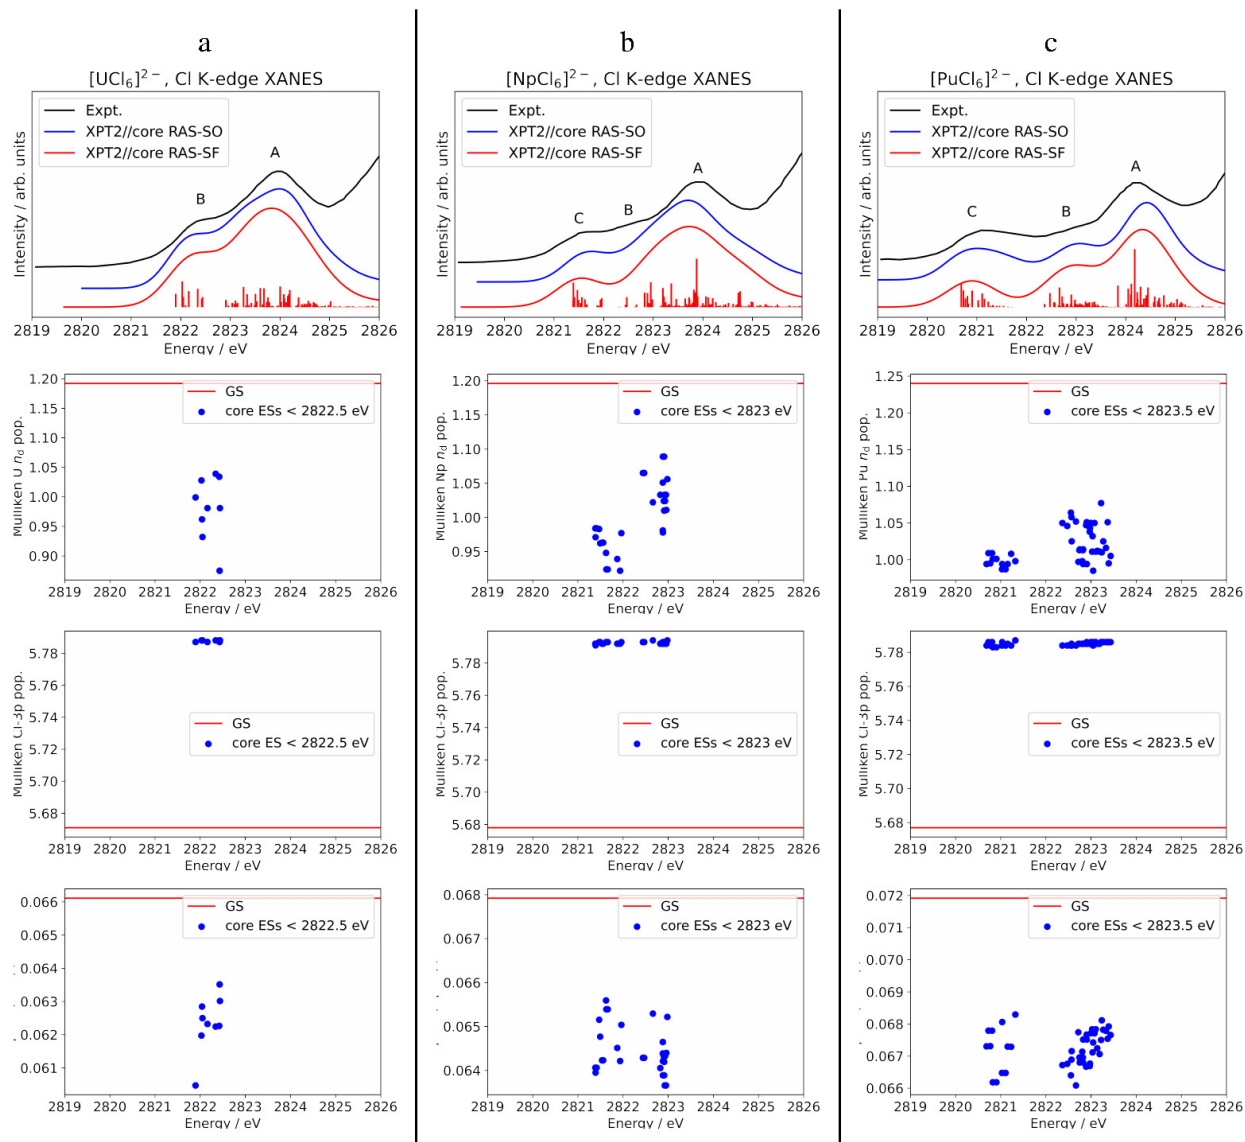 a
[UCl₆]²⁻, Cl K-edge XANES
Expt.
XPT2//core RAS-SO
XPT2//core RAS-SF
A
B
Intensity / arb. units
2819 2820 2821 2822 2823 2824 2825 2826
Energy / eV
1.20
1.15
1.10
1.05
1.00
0.95
0.90
GS
core ESs < 2822.5 eV
Mulliken U n_d pop.
2819 2820 2821 2822 2823 2824 2825 2826
Energy / eV
5.78
5.76
5.74
5.72
5.70
5.68
GS
core ES < 2822.5 eV
Mulliken Cl-3p pop.
2819 2820 2821 2822 2823 2824 2825 2826
Energy / eV
0.066
0.065
0.064
0.063
0.062
0.061
GS
core ESs < 2822.5 eV
2819 2820 2821 2822 2823 2824 2825 2826
Energy / eV
b
[NpCl₆]²⁻, Cl K-edge XANES
Expt.
XPT2//core RAS-SO
XPT2//core RAS-SF
A
B
C
Intensity / arb. units
2819 2820 2821 2822 2823 2824 2825 2826
Energy / eV
1.20
1.15
1.10
1.05
1.00
0.95
GS
core ESs < 2823 eV
Mulliken Np n_d pop.
2819 2820 2821 2822 2823 2824 2825 2826
Energy / eV
5.78
5.76
5.74
5.72
5.70
5.68
GS
core ESs < 2823 eV
Mulliken Cl-3p pop.
2819 2820 2821 2822 2823 2824 2825 2826
Energy / eV
0.068
0.067
0.066
0.065
0.064
GS
core ESs < 2823 eV
2819 2820 2821 2822 2823 2824 2825 2826
Energy / eV
c
[PuCl₆]²⁻, Cl K-edge XANES
Expt.
XPT2//core RAS-SO
XPT2//core RAS-SF
A
C
B
Intensity / arb. units
2819 2820 2821 2822 2823 2824 2825 2826
Energy / eV
1.25
1.20
1.15
1.10
1.05
1.00
GS
core ESs < 2823.5 eV
Mulliken Pu n_d pop.
2819 2820 2821 2822 2823 2824 2825 2826
Energy / eV
5.78
5.76
5.74
5.72
5.70
5.68
GS
core ESs < 2823.5 eV
Mulliken Cl-3p pop.
2819 2820 2821 2822 2823 2824 2825 2826
Energy / eV
0.072
0.071
0.070
0.069
0.068
0.067
0.066
GS
core ESs < 2823.5 eV
2819 2820 2821 2822 2823 2824 2825 2826
Energy / eV